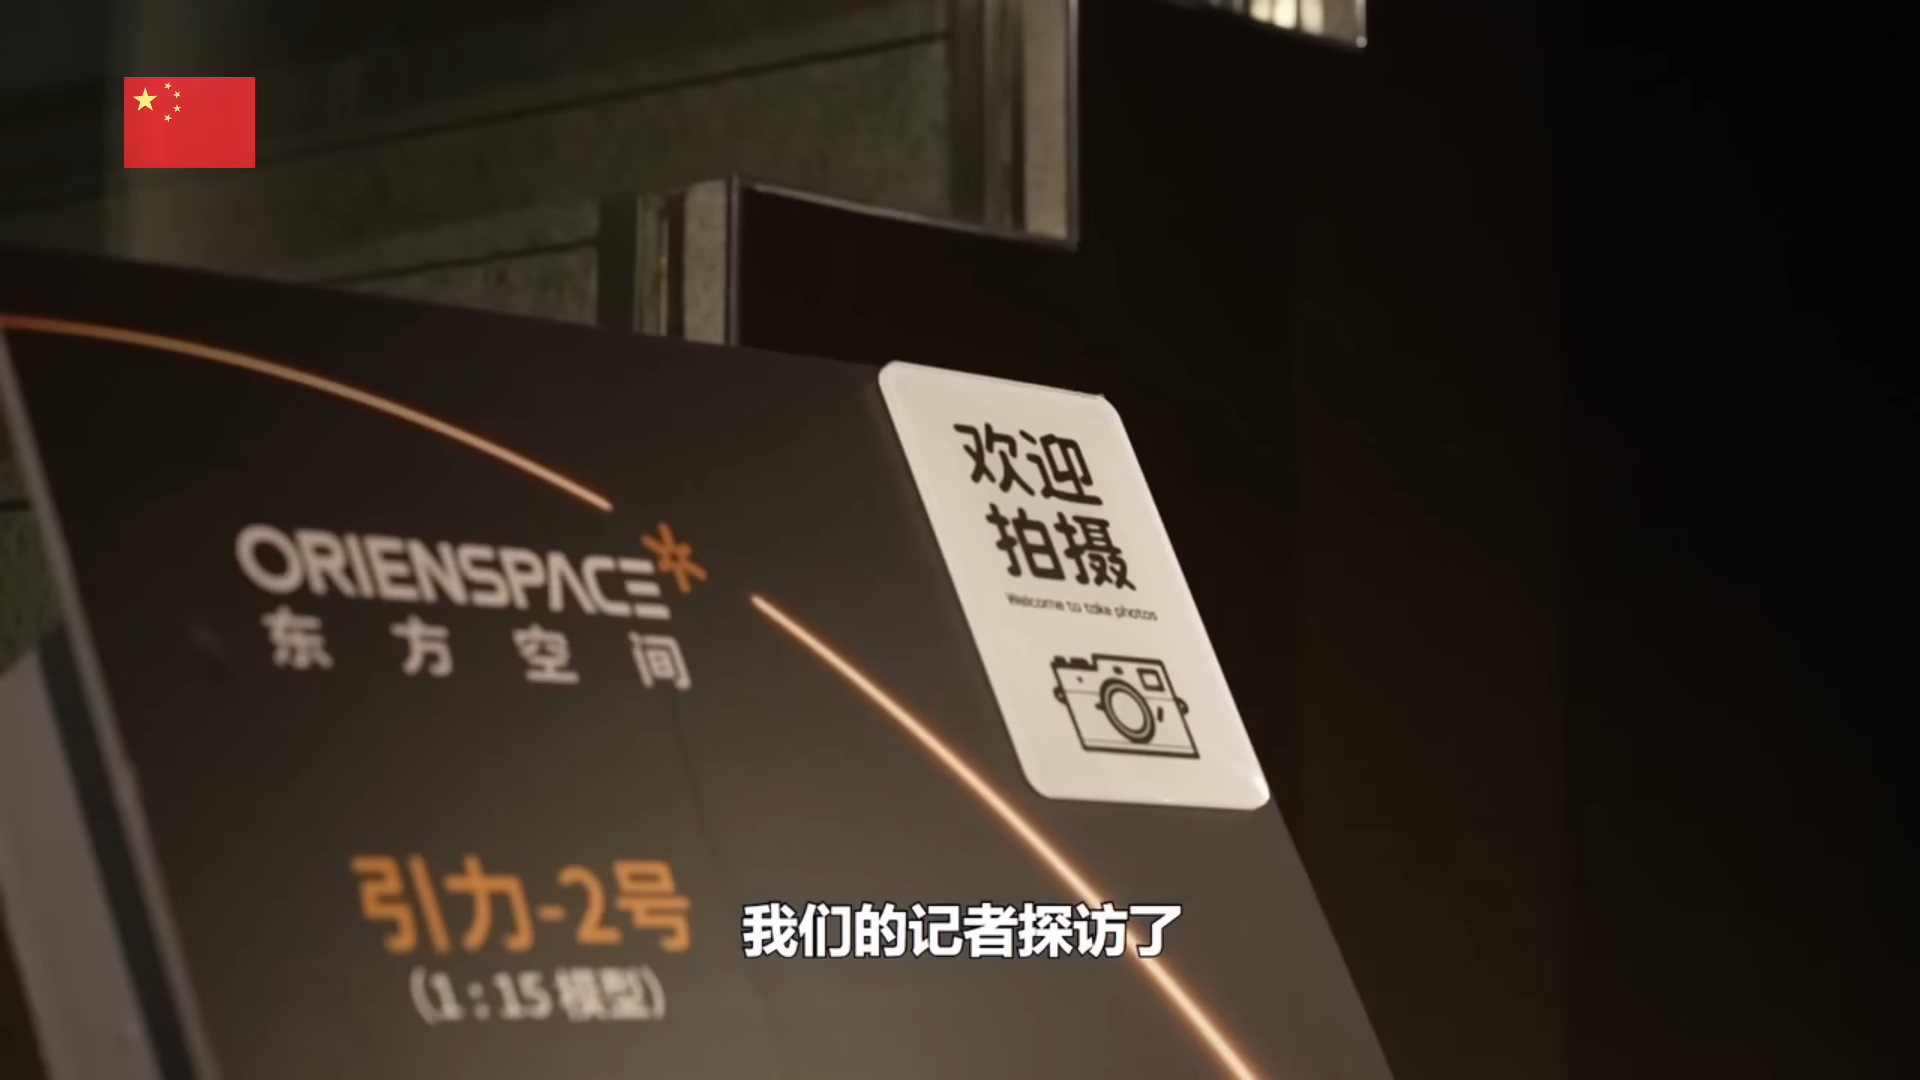 欢迎
拍摄
Welcome to take photos
ORIENSPACE
东方空间
引力-2号
(1:15模型)
我们的记者探访了